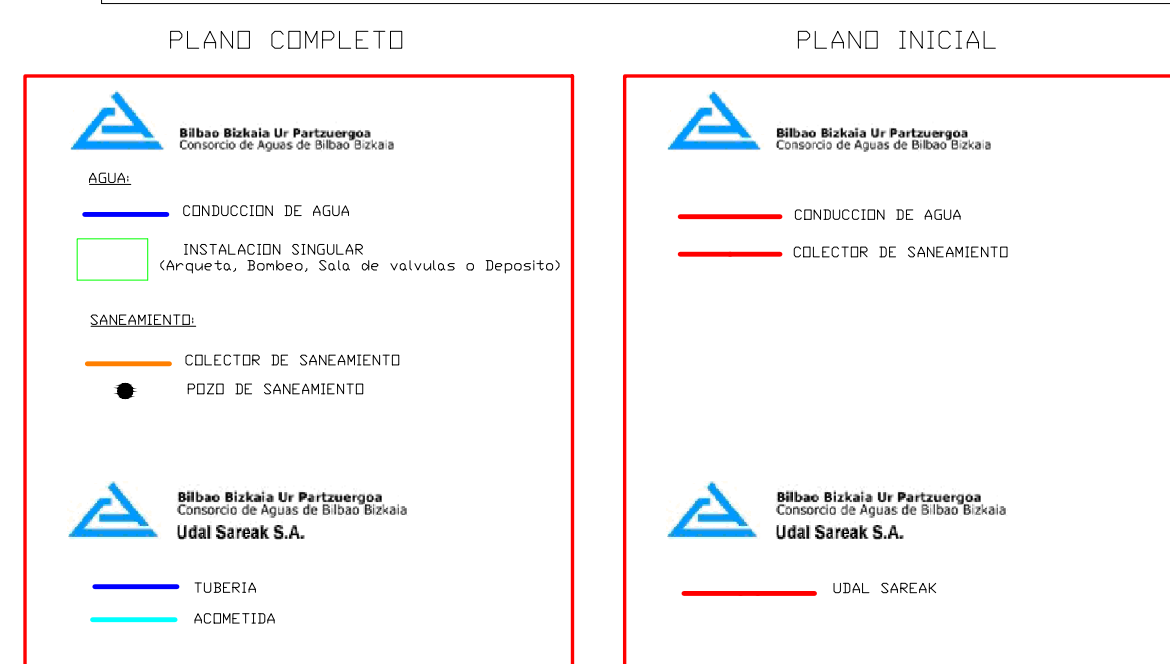 PLANO COMPLETO
Bilbao Bizkaia Ur Partzuergoa
Consorcio de Aguas de Bilbao Bizkaia
AGUA:
CONDUCCION DE AGUA
INSTALACION SINGULAR
(Arqueta, Bombeo, Sala de valvulas o Deposito)
SANEAMIENTO:
COLECTOR DE SANEAMIENTO
POZO DE SANEAMIENTO
Bilbao Bizkaia Ur Partzuergoa
Consorcio de Aguas de Bilbao Bizkaia
Udal Sareak S.A.
TUBERIA
ACOMETIDA
PLANO INICIAL
Bilbao Bizkaia Ur Partzuergoa
Consorcio de Aguas de Bilbao Bizkaia
CONDUCCION DE AGUA
COLECTOR DE SANEAMIENTO
Bilbao Bizkaia Ur Partzuergoa
Consorcio de Aguas de Bilbao Bizkaia
Udal Sareak S.A.
UDAL SAREAK